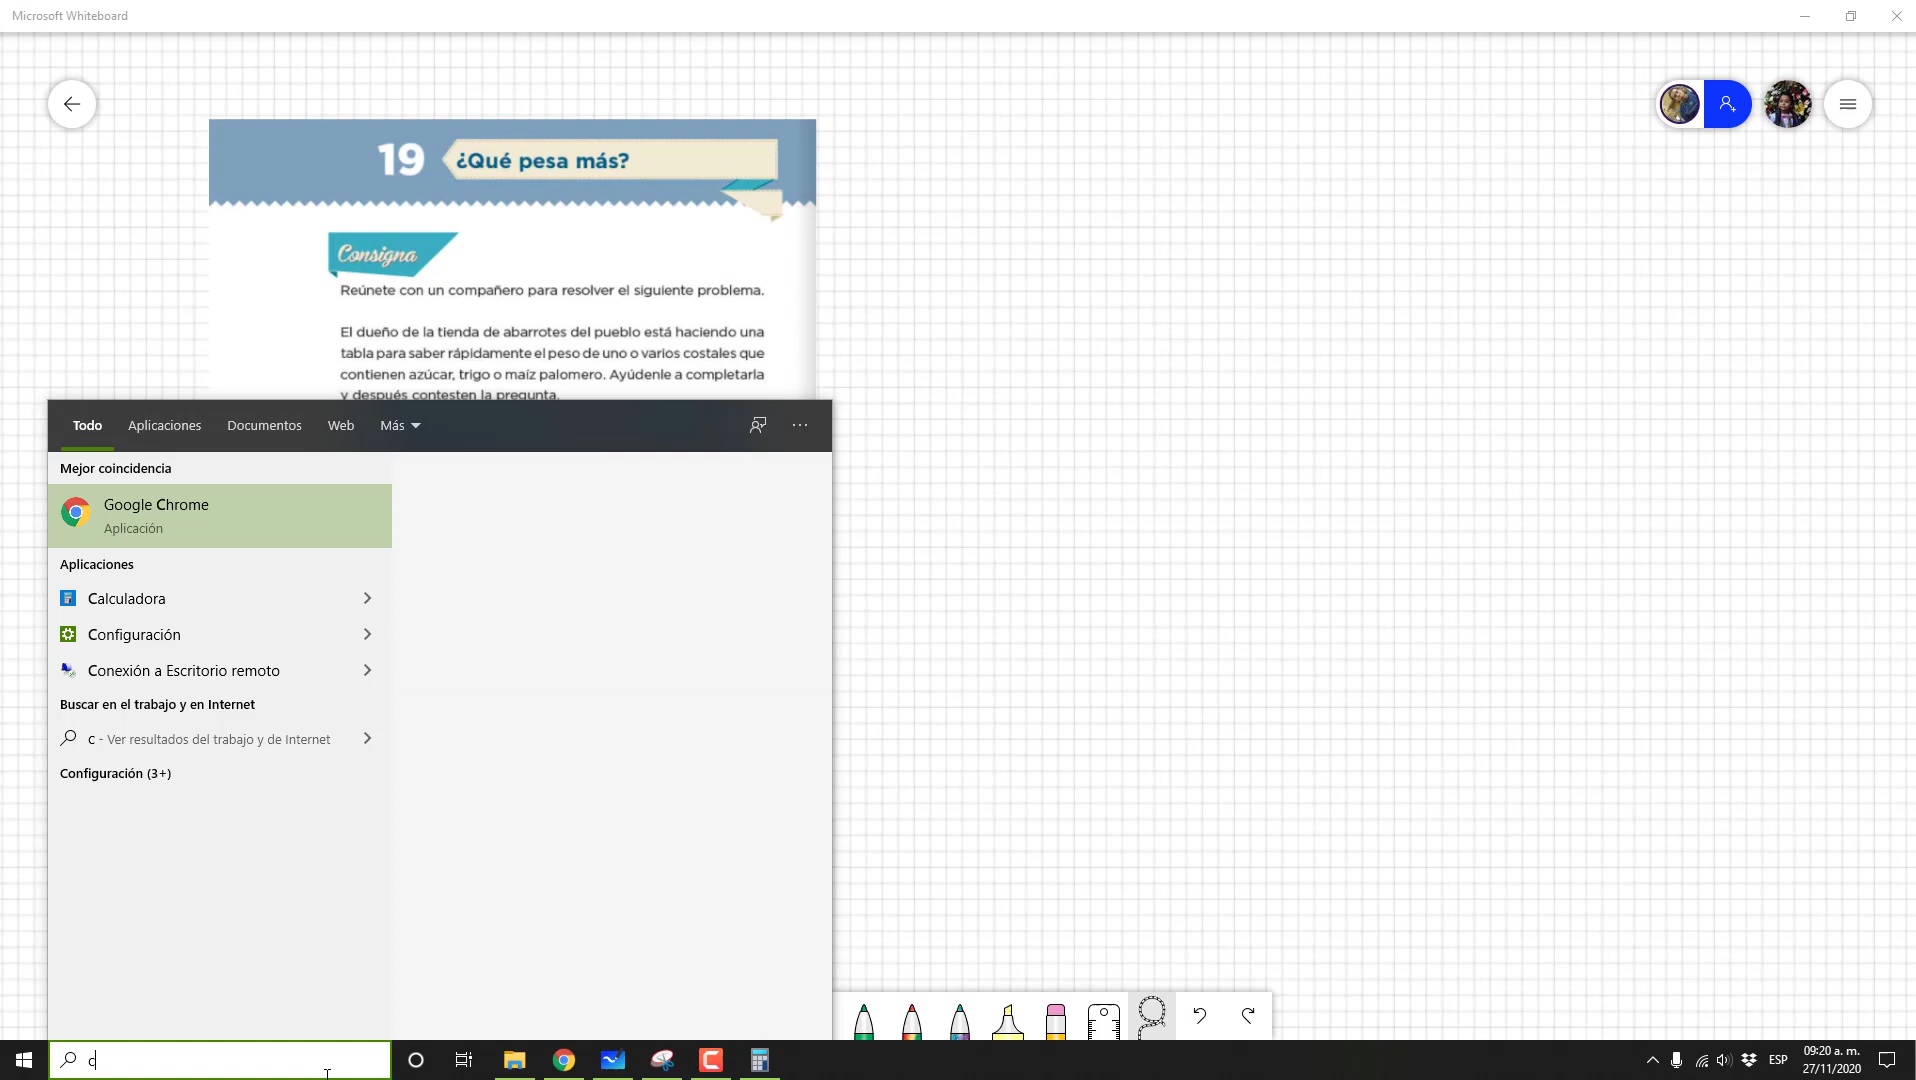 Microsoft Whiteboard
19
¿Qué pesa más?
Consigna
Reúnete con un compañero para resolver el siguiente problema.
El dueño de la tienda de abarrotes del pueblo está haciendo una
tabla para saber rápidamente el peso de uno o varios costales que
contienen azúcar, trigo o maíz palomero. Ayúdenle a completarla
y después contesten la pregunta.
Todo
Aplicaciones
Documentos
Web
Más
Mejor coincidencia
Google Chrome
Aplicación
Aplicaciones
Calculadora
Configuración
Conexión a Escritorio remoto
Buscar en el trabajo y en Internet
c - Ver resultados del trabajo y de Internet
Configuración (3+)
c
ESP
09:20 a. m.
27/11/2020